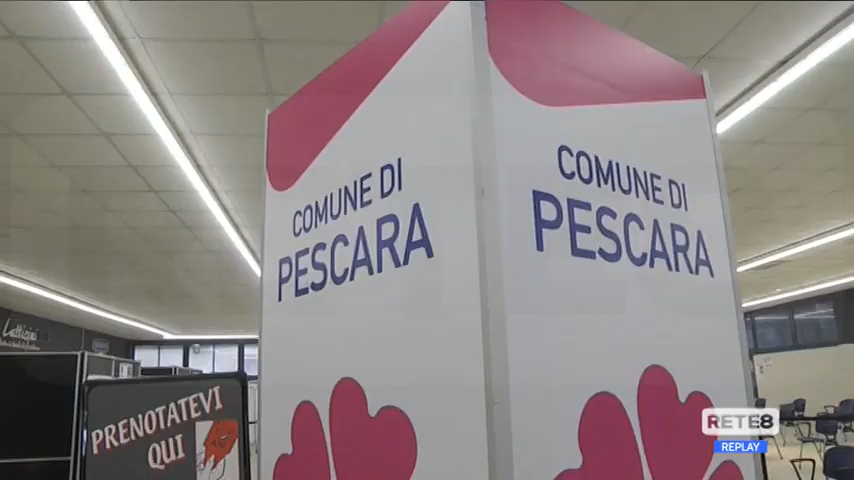 COMUNE DI
PESCARA
COMUNE DI
PESCARA
PRENOTATEVI
QUI
RETE8
REPLAY